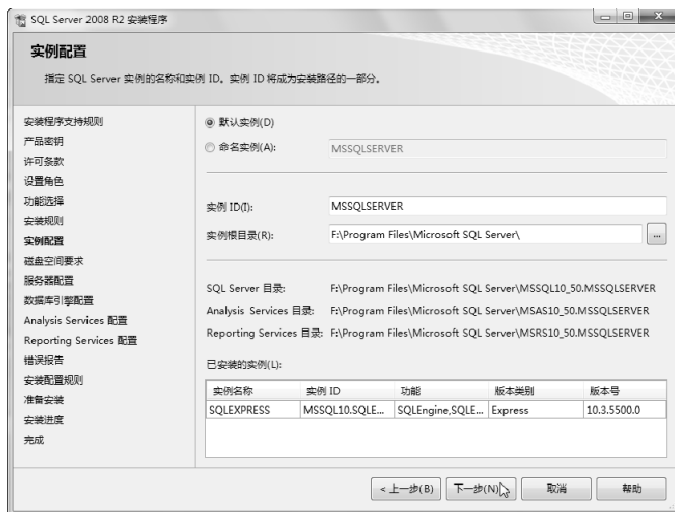 SQL Server 2008 R2 安装程序
实例配置
指定 SQL Server 实例的名称和实例 ID。实例 ID 将成为安装路径的一部分。
安装程序支持规则
产品密钥
许可条款
设置角色
功能选择
安装规则
实例配置
磁盘空间要求
服务器配置
数据库引擎配置
Analysis Services 配置
Reporting Services 配置
错误报告
安装配置规则
准备安装
安装进度
完成
默认实例(D)
命名实例(A): MSSQLSERVER
实例 ID(I): MSSQLSERVER
实例根目录(R): F:\Program Files\Microsoft SQL Server\ ...
SQL Server 目录: F:\Program Files\Microsoft SQL Server\MSSQL10_50.MSSQLSERVER
Analysis Services 目录: F:\Program Files\Microsoft SQL Server\MSAS10_50.MSSQLSERVER
Reporting Services 目录: F:\Program Files\Microsoft SQL Server\MSRS10_50.MSSQLSERVER
已安装的实例(L):
实例名称 实例 ID 功能 版本类别 版本号
SQLEXPRESS MSSQL10.SQLE... SQLEngine,SQLE... Express 10.3.5500.0
< 上一步(B) 下一步(N) > 取消 帮助